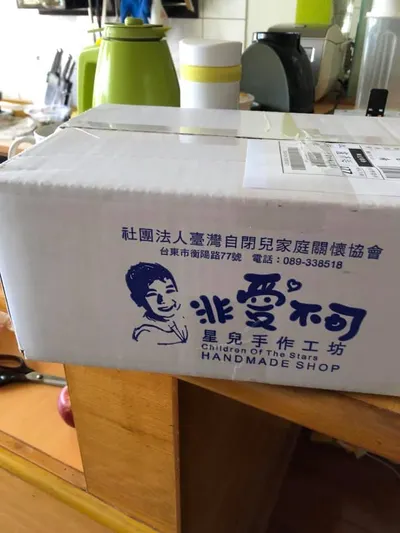 社團法人臺灣自閉兒家庭關懷協會
台東市衡陽路77號 電話：089-338518
非愛不可
星兒手作工坊
Children Of The Stars
HANDMADE SHOP